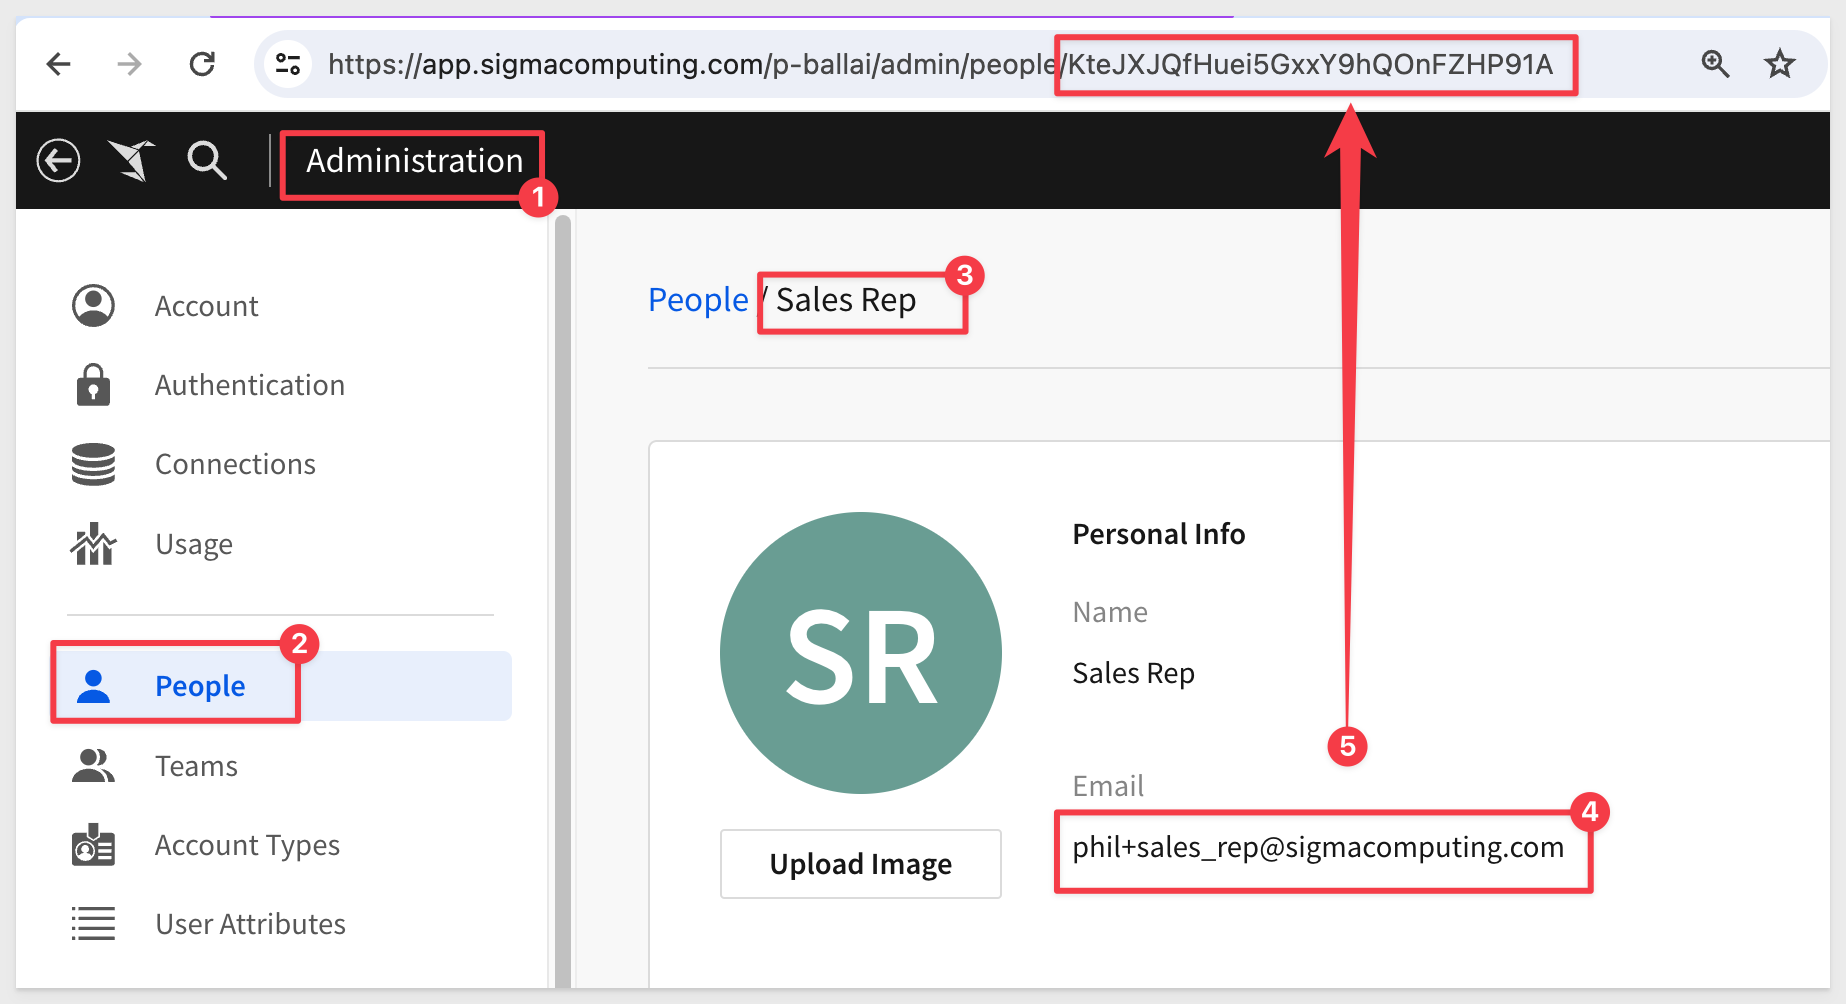 https://app.sigmacomputing.com/p-ballai/admin/people/KteJXJQfHuei5GxxY9hQOnFZHP91A
Administration
1
Account
Authentication
Connections
Usage
2
People
Teams
Account Types
User Attributes
People / Sales Rep
3
SR
Upload Image
Personal Info
Name
Sales Rep
5
Email
4
phil+sales_rep@sigmacomputing.com